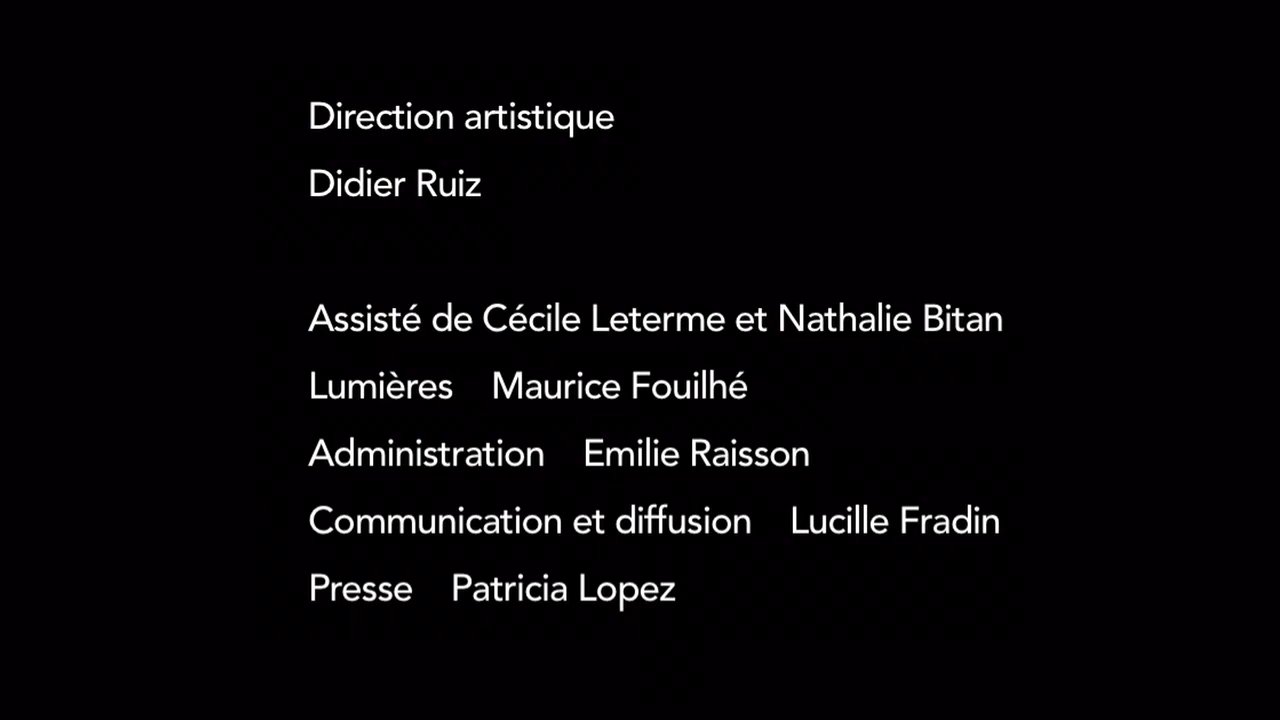 Direction artistique
Didier Ruiz
Assisté de Cécile Leterme et Nathalie Bitan
Lumières Maurice Fouilhé
Administration Emilie Raisson
Communication et diffusion Lucille Fradin
Presse Patricia Lopez